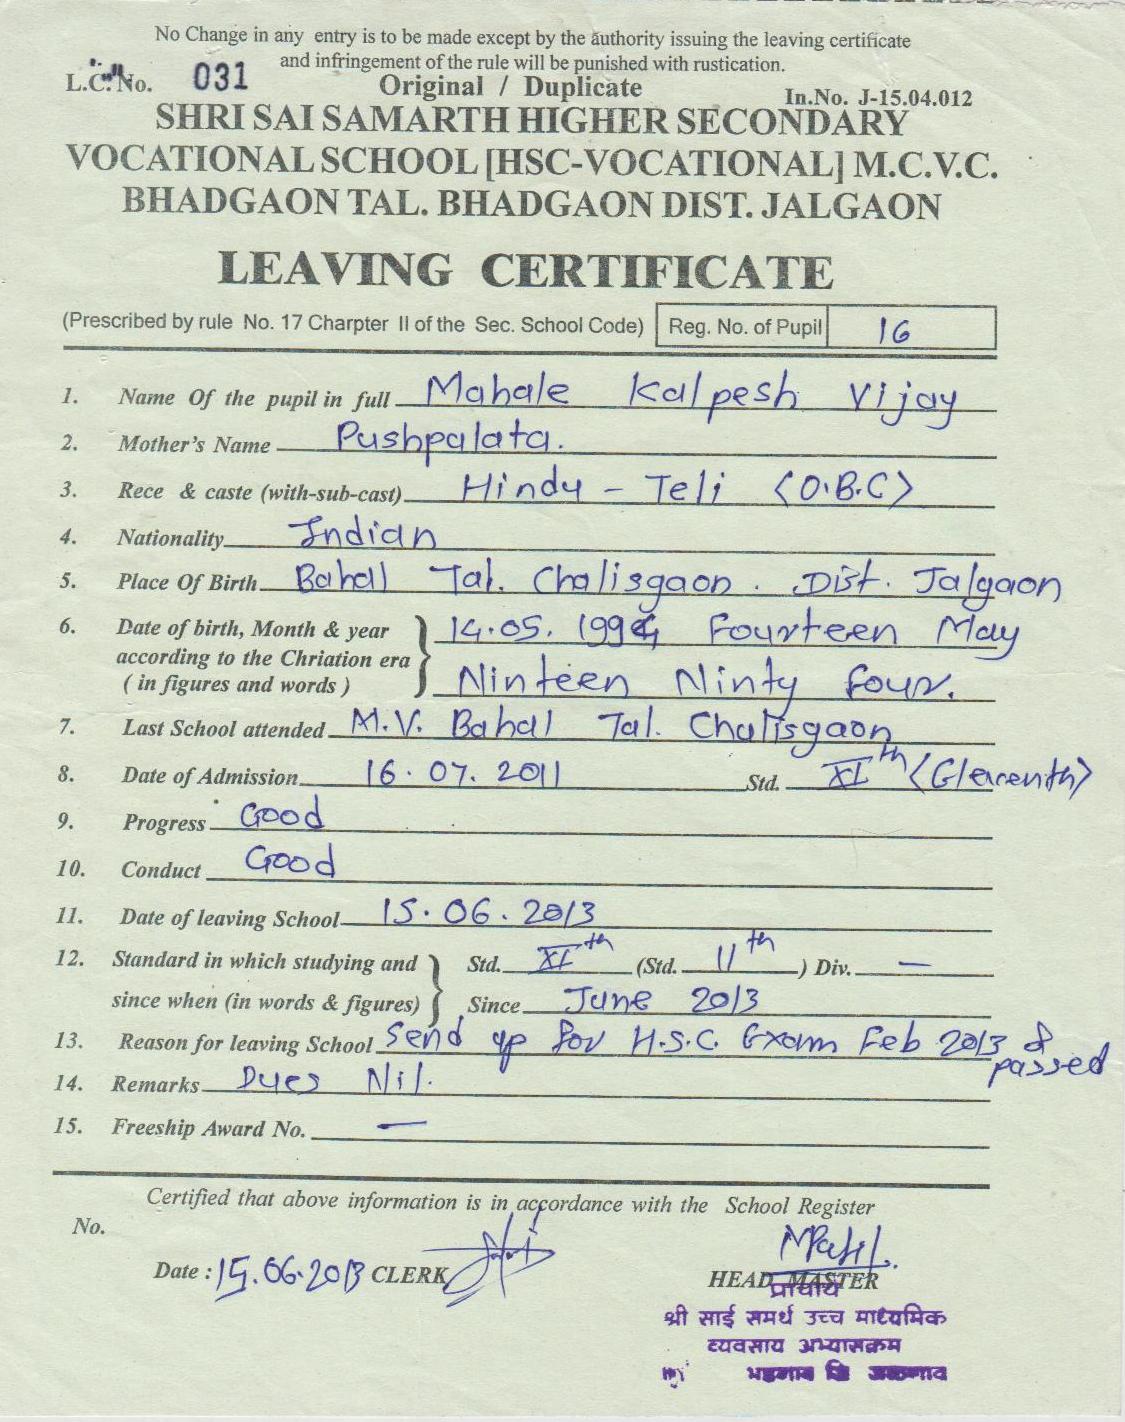 No Change in any entry is to be made except by the authority issuing the leaving certificate
and infringement of the rule will be punished with rustication.
L.C. No. 031 Original / Duplicate In.No. J-15.04.012
SHRI SAI SAMARTH HIGHER SECONDARY
VOCATIONAL SCHOOL [HSC-VOCATIONAL] M.C.V.C.
BHADGAON TAL. BHADGAON DIST. JALGAON
LEAVING CERTIFICATE
(Prescribed by rule No. 17 Charpter II of the Sec. School Code) Reg. No. of Pupil 16
1. Name Of the pupil in full Mahale Kalpesh Vijay
2. Mother's Name Pushpalata.
3. Rece & caste (with-sub-cast) Hindu - Teli <O.B.C>
4. Nationality Indian
5. Place Of Birth Bahal Tal. Chalisgaon. Dist. Jalgaon
6. Date of birth, Month & year 14.05.1994, Fourteen May
according to the Chriation era
( in figures and words ) Ninteen Ninty four.
7. Last School attended M.V. Bahal Tal. Chalisgaon
8. Date of Admission 16.07.2011 Std. XIth <Elerenth>
9. Progress Good
10. Conduct Good
11. Date of leaving School 15.06.2013
12. Standard in which studying and Std. XIth (Std. 11th ) Div. —
since when (in words & figures) Since June 2013
13. Reason for leaving School Send up for H.S.C. Exam Feb 2013 & passed
14. Remarks Dues Nil.
15. Freeship Award No. —
Certified that above information is in accordance with the School Register
No.
Date : 15.06.2013 CLERK MPatil.
HEAD MASTER
प्राचार्य
श्री साई समर्थ उच्च माध्यमिक
व्यवसाय अभ्यासक्रम